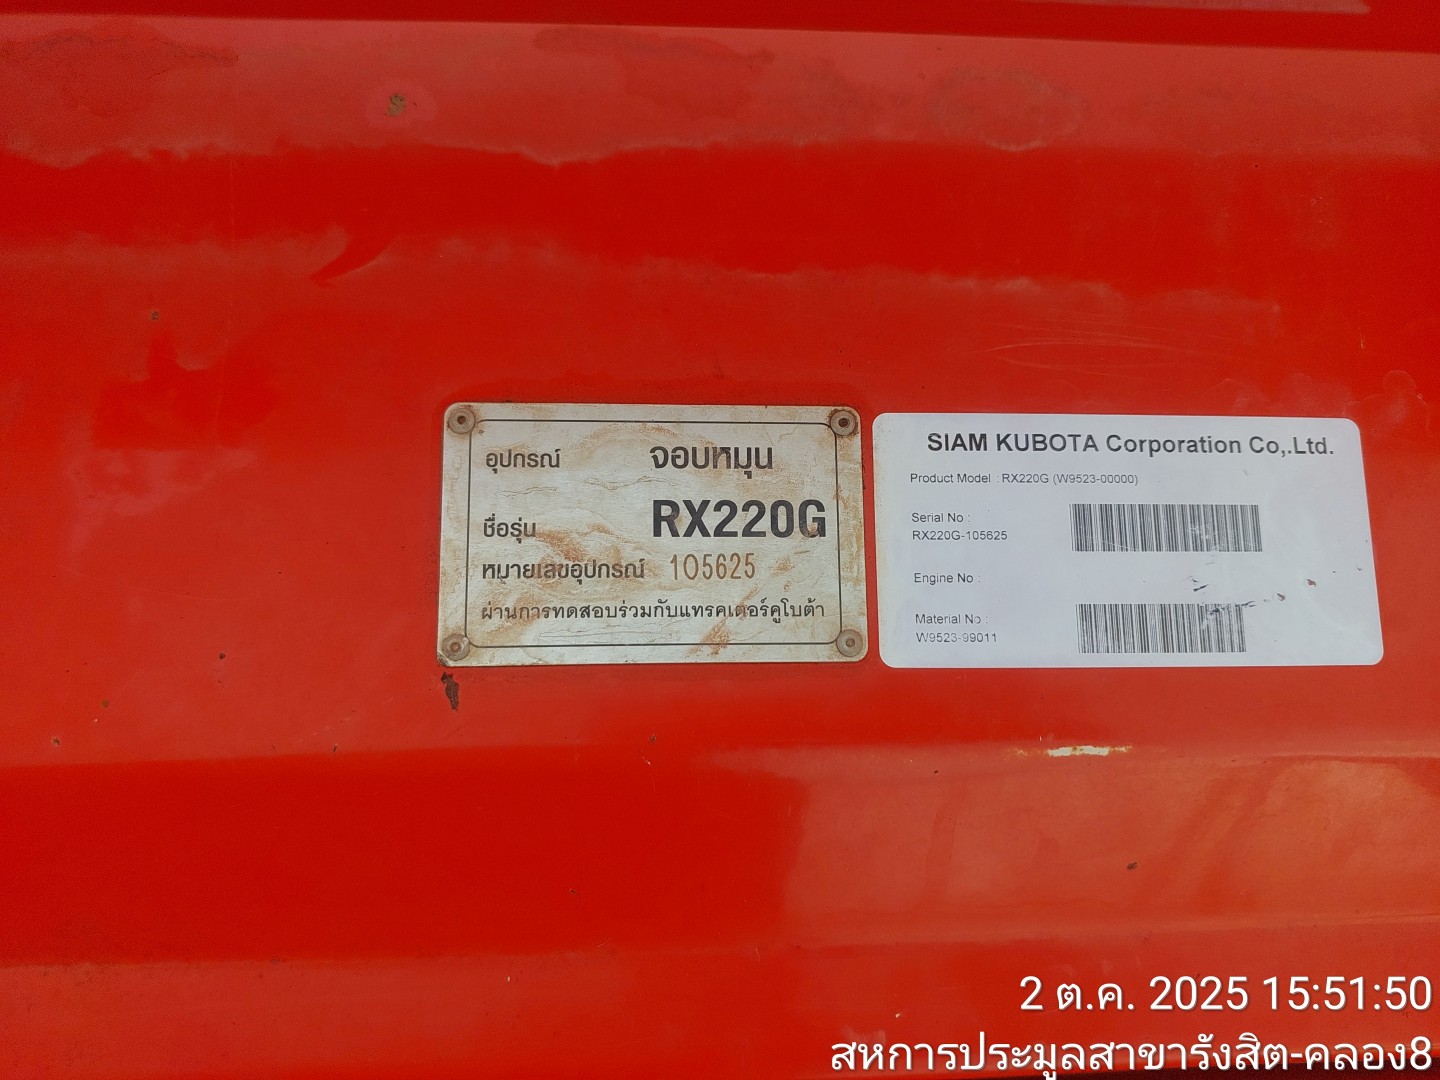 อุปกรณ์ จอบหมุน
ชื่อรุ่น RX220G
หมายเลขอุปกรณ์ 105625
ผ่านการทดสอบร่วมกับแทรคเตอร์คูโบต้า
SIAM KUBOTA Corporation Co,.Ltd.
Product Model : RX220G (W9523-00000)
Serial No :
RX220G-105625
Engine No :
Material No :
W9523-99011
2 ต.ค. 2025 15:51:50
สหการประมูลสาขารังสิต-คลอง8